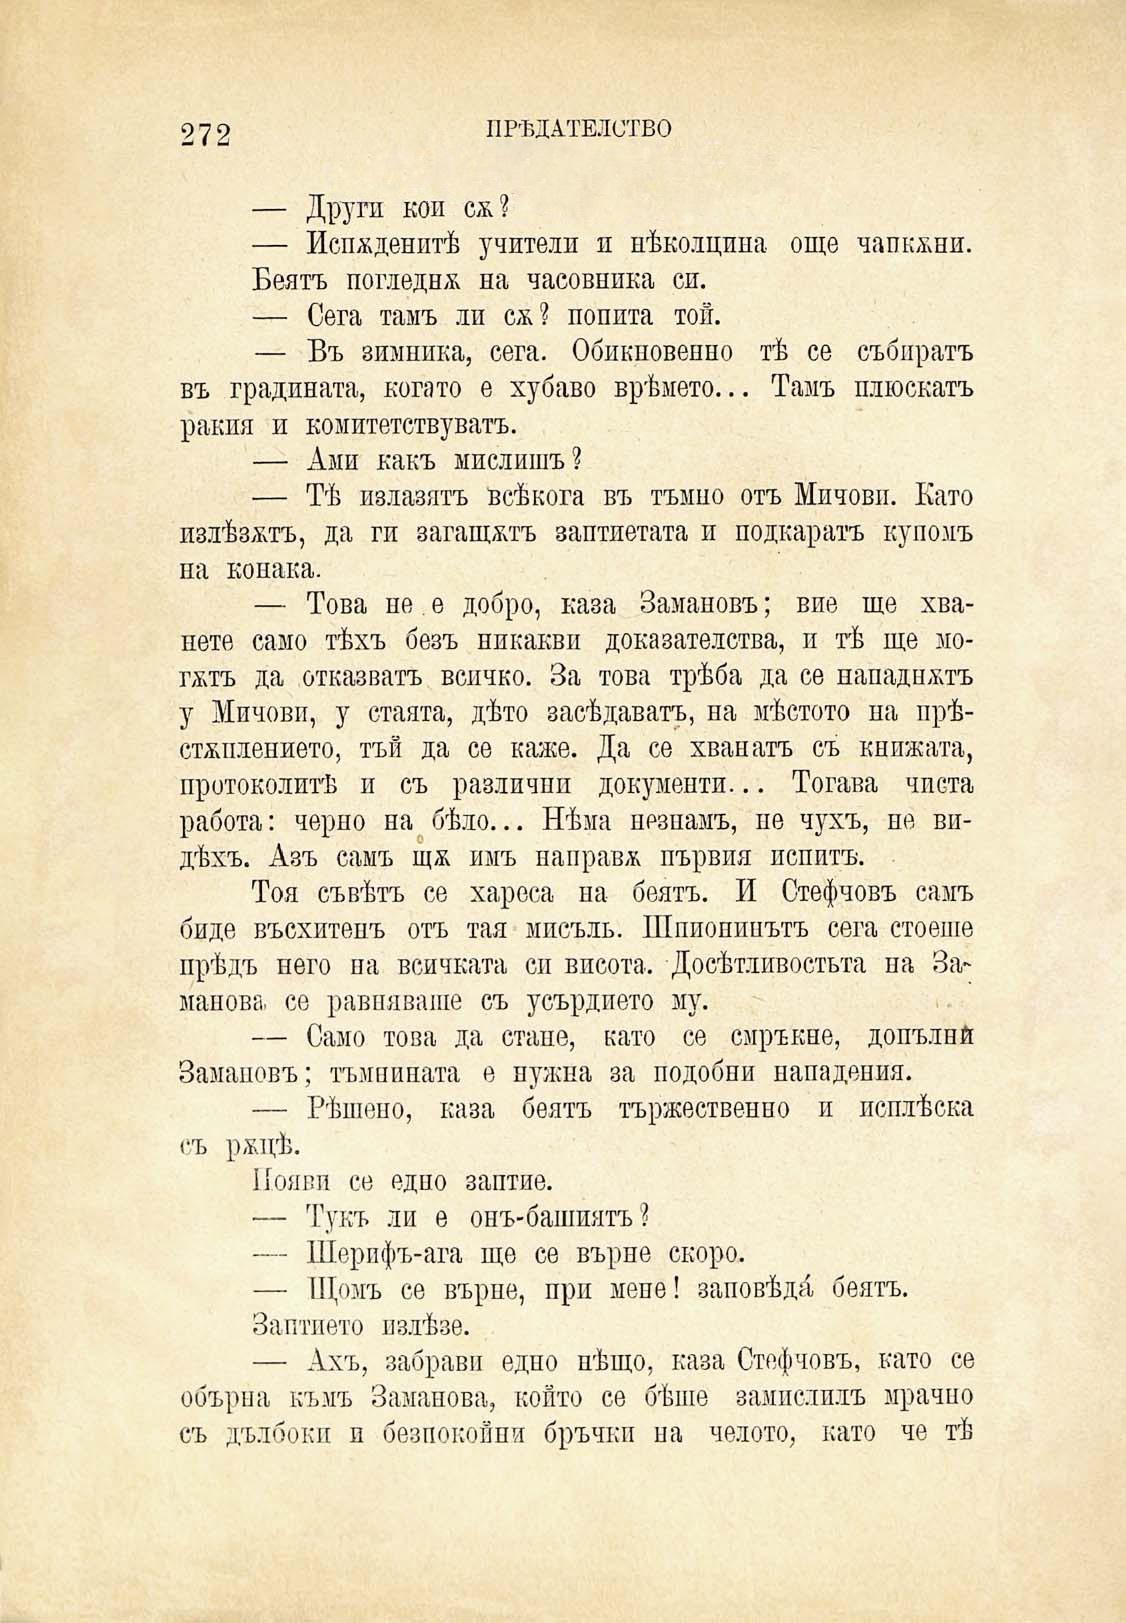 272
ПРѢДАТЕЛСТВО
— Други кои сѫ?
— Испѫденитѣ учители и нѣколцина още чапкѫни.
Беятъ погледнѫ на часовника си.
— Сега тамъ ли сѫ? попита той.
— Въ зимника, сега. Обикновенно тѣ се събиратъ
въ градината, когато е хубаво врѣмето... Тамъ плюскатъ
ракия и комитетствуватъ.
— Ами какъ мислишъ?
— Тѣ излазятъ всѣкога въ тъмно отъ Мичови. Като
излѣзѫтъ, да ги загащѫтъ заптиетата и подкаратъ купомъ
на конака.
— Това не е добро, каза Замановъ; вие ще хва-
нете само тѣхъ безъ никакви доказателства, и тѣ ще мо-
гѫтъ да отказватъ всичко. За това трѣба да се нападнѫтъ
у Мичови, у стаята, дѣто засѣдаватъ, на мѣстото на прѣ-
стѫплението, тъй да се каже. Да се хванатъ съ книжата,
протоколитѣ и съ различни документи... Тогава чиста
работа: черно на бѣло... Нѣма незнамъ, не чухъ, не ви-
дѣхъ. Азъ самъ щѫ имъ направѫ първия испитъ.
Тоя съвѣтъ се хареса на беятъ. И Стефчовъ самъ
биде въсхитенъ отъ тая мисъль. Шпионинътъ сега стоеше
прѣдъ него на всичката си висота. Досѣтливостьта на За-
манова се равняваше съ усърдието му.
— Само това да стане, като се смръкне, допълни
Замановъ; тъмнината е нужна за подобни нападения.
— Рѣшено, каза беятъ тържественно и исплѣска
съ рѫцѣ.
Появи се едно заптие.
— Тукъ ли е онъ-башиятъ?
— Шерифъ-ага ще се върне скоро.
— Щомъ се върне, при мене! заповѣда́ беятъ.
Заптието излѣзе.
— Ахъ, забрави едно нѣщо, каза Стефчовъ, като се
обърна къмъ Заманова, който се бѣше замислилъ мрачно
съ дълбоки и безпокойни бръчки на челото, като че тѣ